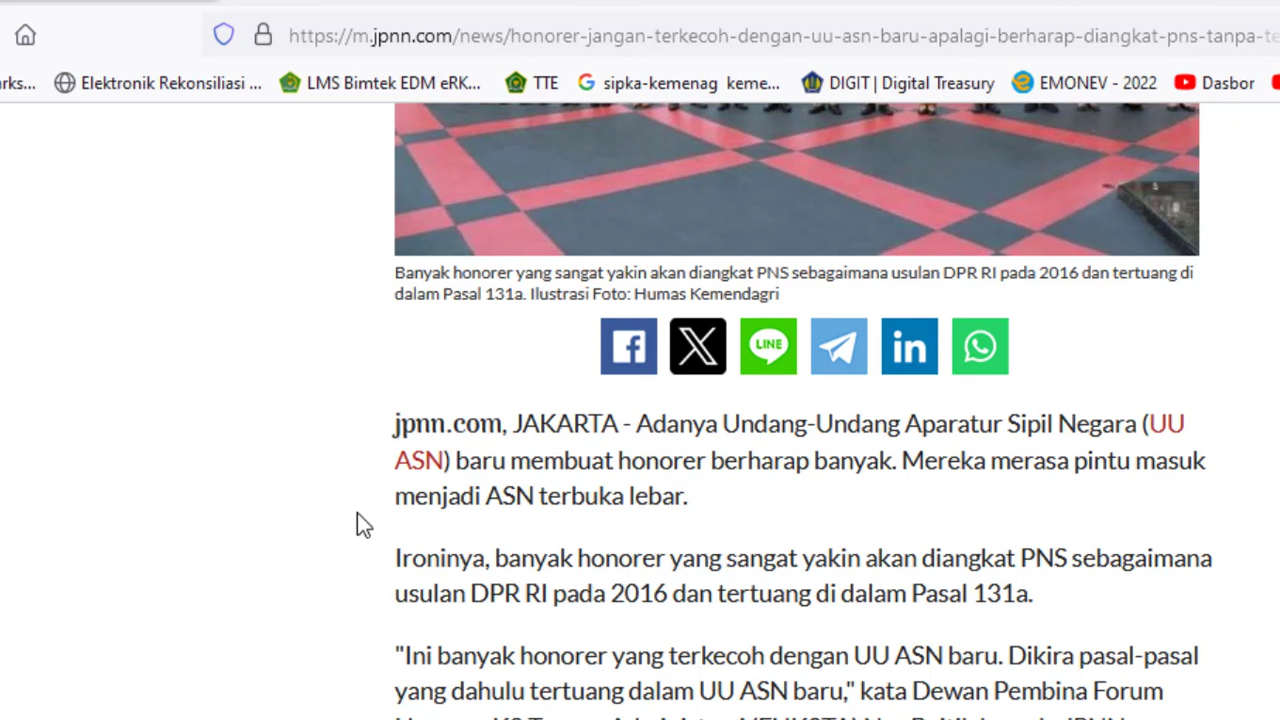 https://m.jpnn.com/news/honorer-jangan-terkecoh-dengan-uu-asn-baru-apalagi-berharap-diangkat-pns-tanpa-te
rks... Elektronik Rekonsiliasi ... LMS Bimtek EDM eRK... TTE sipka-kemenag keme... DIGIT | Digital Treasury EMONEV - 2022 Dasbor
Banyak honorer yang sangat yakin akan diangkat PNS sebagaimana usulan DPR RI pada 2016 dan tertuang di
dalam Pasal 131a. Ilustrasi Foto: Humas Kemendagri
LINE
jpnn.com, JAKARTA - Adanya Undang-Undang Aparatur Sipil Negara (UU
ASN) baru membuat honorer berharap banyak. Mereka merasa pintu masuk
menjadi ASN terbuka lebar.
Ironinya, banyak honorer yang sangat yakin akan diangkat PNS sebagaimana
usulan DPR RI pada 2016 dan tertuang di dalam Pasal 131a.
"Ini banyak honorer yang terkecoh dengan UU ASN baru. Dikira pasal-pasal
yang dahulu tertuang dalam UU ASN baru," kata Dewan Pembina Forum